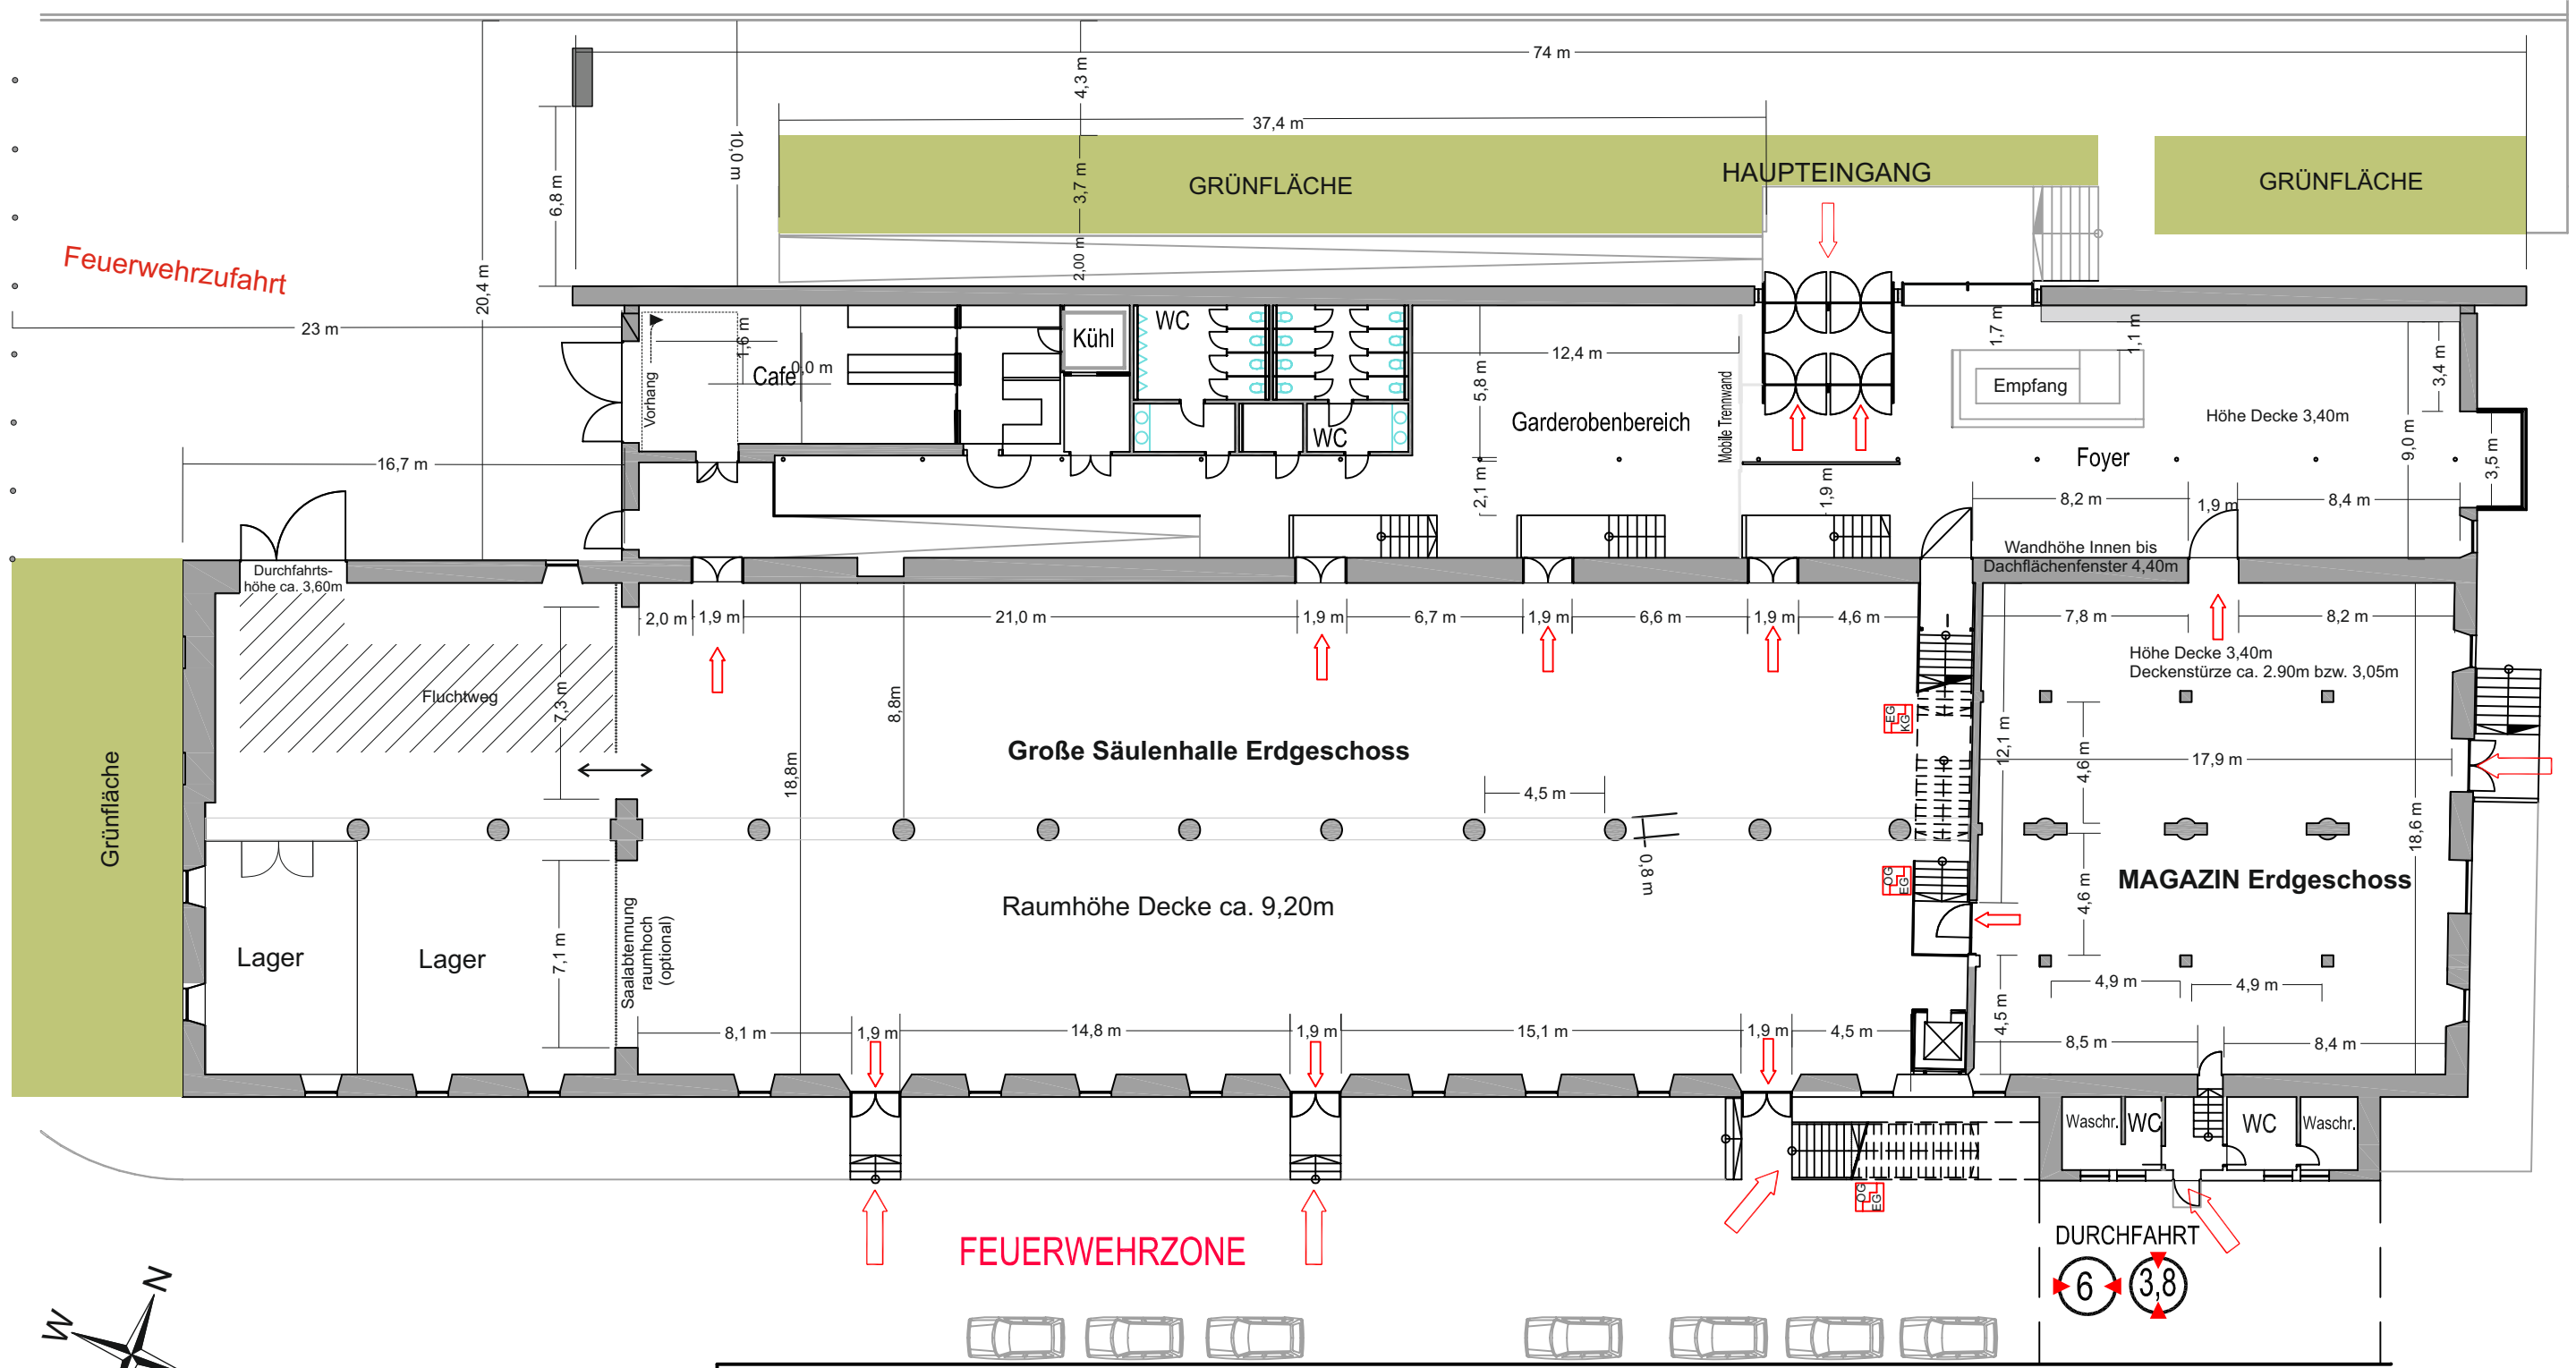 74 m
4,3 m
37,4 m
10,0 m
6,8 m
3,7 m
GRÜNFLÄCHE
HAUPTEINGANG
GRÜNFLÄCHE
Feuerwehrzufahrt
20,4 m
2,00 m
23 m
Vorhang
1,6 m
Cafe
0,0 m
Kühl
WC
WC
12,4 m
5,8 m
Garderobenbereich
2,1 m
Mobile Trennwand
1,7 m
1,1 m
3,4 m
Empfang
Höhe Decke 3,40m
9,0 m
3,5 m
Foyer
16,7 m
1,9 m
8,2 m
1,9 m
8,4 m
Wandhöhe Innen bis
Dachflächenfenster 4,40m
Durchfahrts-
höhe ca. 3,60m
2,0 m
1,9 m
21,0 m
1,9 m
6,7 m
1,9 m
6,6 m
1,9 m
4,6 m
7,8 m
8,2 m
Höhe Decke 3,40m
Deckenstürze ca. 2.90m bzw. 3,05m
Fluchtweg
7,3 m
8,8m
18,8m
EG
KG
12,1 m
Große Säulenhalle Erdgeschoss
4,6 m
17,9 m
4,5 m
Grünfläche
0,8 m
18,6 m
OG
EG
MAGAZIN Erdgeschoss
4,6 m
Raumhöhe Decke ca. 9,20m
Lager
Lager
7,1 m
Saalabtennung
raumhoch
(optional)
4,9 m
4,9 m
4,5 m
8,1 m
1,9 m
14,8 m
1,9 m
15,1 m
1,9 m
4,5 m
8,5 m
8,4 m
Waschr.
WC
WC
Waschr.
OG
EG
FEUERWEHRZONE
DURCHFAHRT
6
3,8
N
W